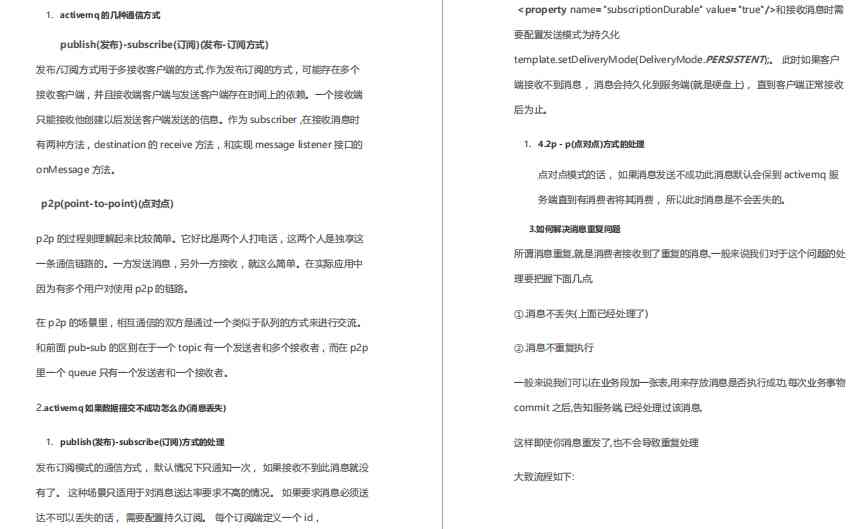 1. activemq 的几种通信方式
publish(发布)-subscribe(订阅)(发布-订阅方式)
发布/订阅方式用于多接收客户端的方式.作为发布订阅的方式，可能存在多个
接收客户端，并且接收端客户端与发送客户端存在时间上的依赖。一个接收端
只能接收他创建以后发送客户端发送的信息。作为 subscriber ,在接收消息时
有两种方法，destination 的 receive 方法，和实现 message listener 接口的
onMessage 方法。
p2p(point-to-point)(点对点)
p2p 的过程则理解起来比较简单。它好比是两个人打电话，这两个人是独享这
一条通信链路的。一方发送消息，另外一方接收，就这么简单。在实际应用中
因为有多个用户对使用 p2p 的链路。
在 p2p 的场景里，相互通信的双方是通过一个类似于队列的方式来进行交流。
和前面 pub-sub 的区别在于一个 topic 有一个发送者和多个接收者，而在 p2p
里一个 queue 只有一个发送者和一个接收者。
2.activemq 如果数据提交不成功怎么办(消息丢失)
1. publish(发布)-subscribe(订阅)方式的处理
发布订阅模式的通信方式， 默认情况下只通知一次， 如果接收不到此消息就没
有了。 这种场景只适用于对消息送达率要求不高的情况。 如果要求消息必须送
达不可以丢失的话， 需要配置持久订阅。 每个订阅端定义一个 id，
<property name="subscriptionDurable" value="true"/>和接收消息时需
要配置发送模式为持久化
template.setDeliveryMode(DeliveryMode.PERSISTENT);。 此时如果客户
端接收不到消息， 消息会持久化到服务端(就是硬盘上)， 直到客户端正常接收
后为止。
1. 4.2p - p(点对点)方式的处理
点对点模式的话， 如果消息发送不成功此消息默认会保到 activemq 服
务端直到有消费者将其消费， 所以此时消息是不会丢失的。
3.如何解决消息重复问题
所谓消息重复,就是消费者接收到了重复的消息,一般来说我们对于这个问题的处
理要把握下面几点,
①.消息不丢失(上面已经处理了)
②.消息不重复执行
一般来说我们可以在业务段加一张表,用来存放消息是否执行成功,每次业务事物
commit 之后,告知服务端,已经处理过该消息,
这样即使你消息重发了,也不会导致重复处理
大致流程如下: